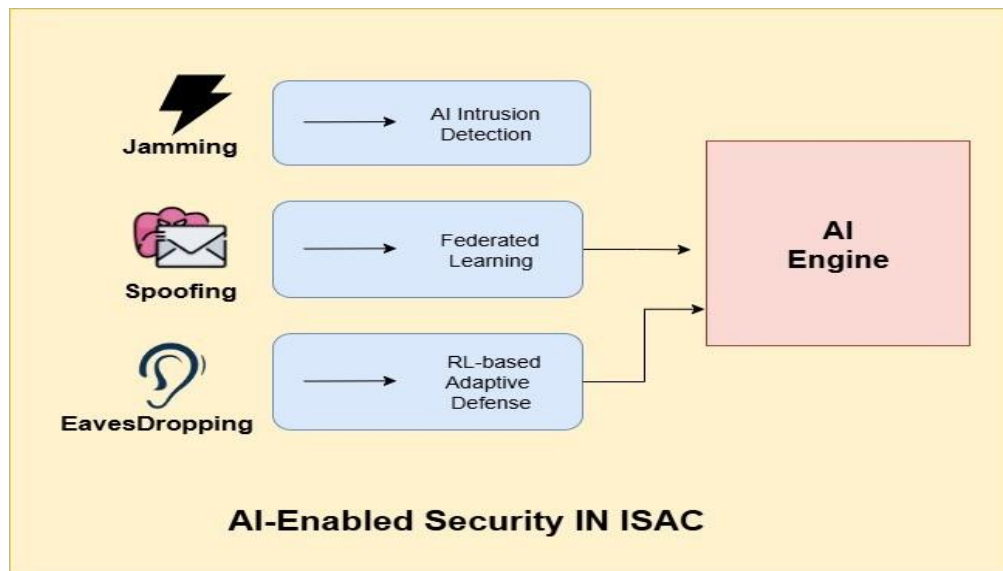 Jamming
AI Intrusion
Detection
Spoofing
Federated
Learning
EavesDropping
RL-based
Adaptive
Defense
AI
Engine
AI-Enabled Security IN ISAC